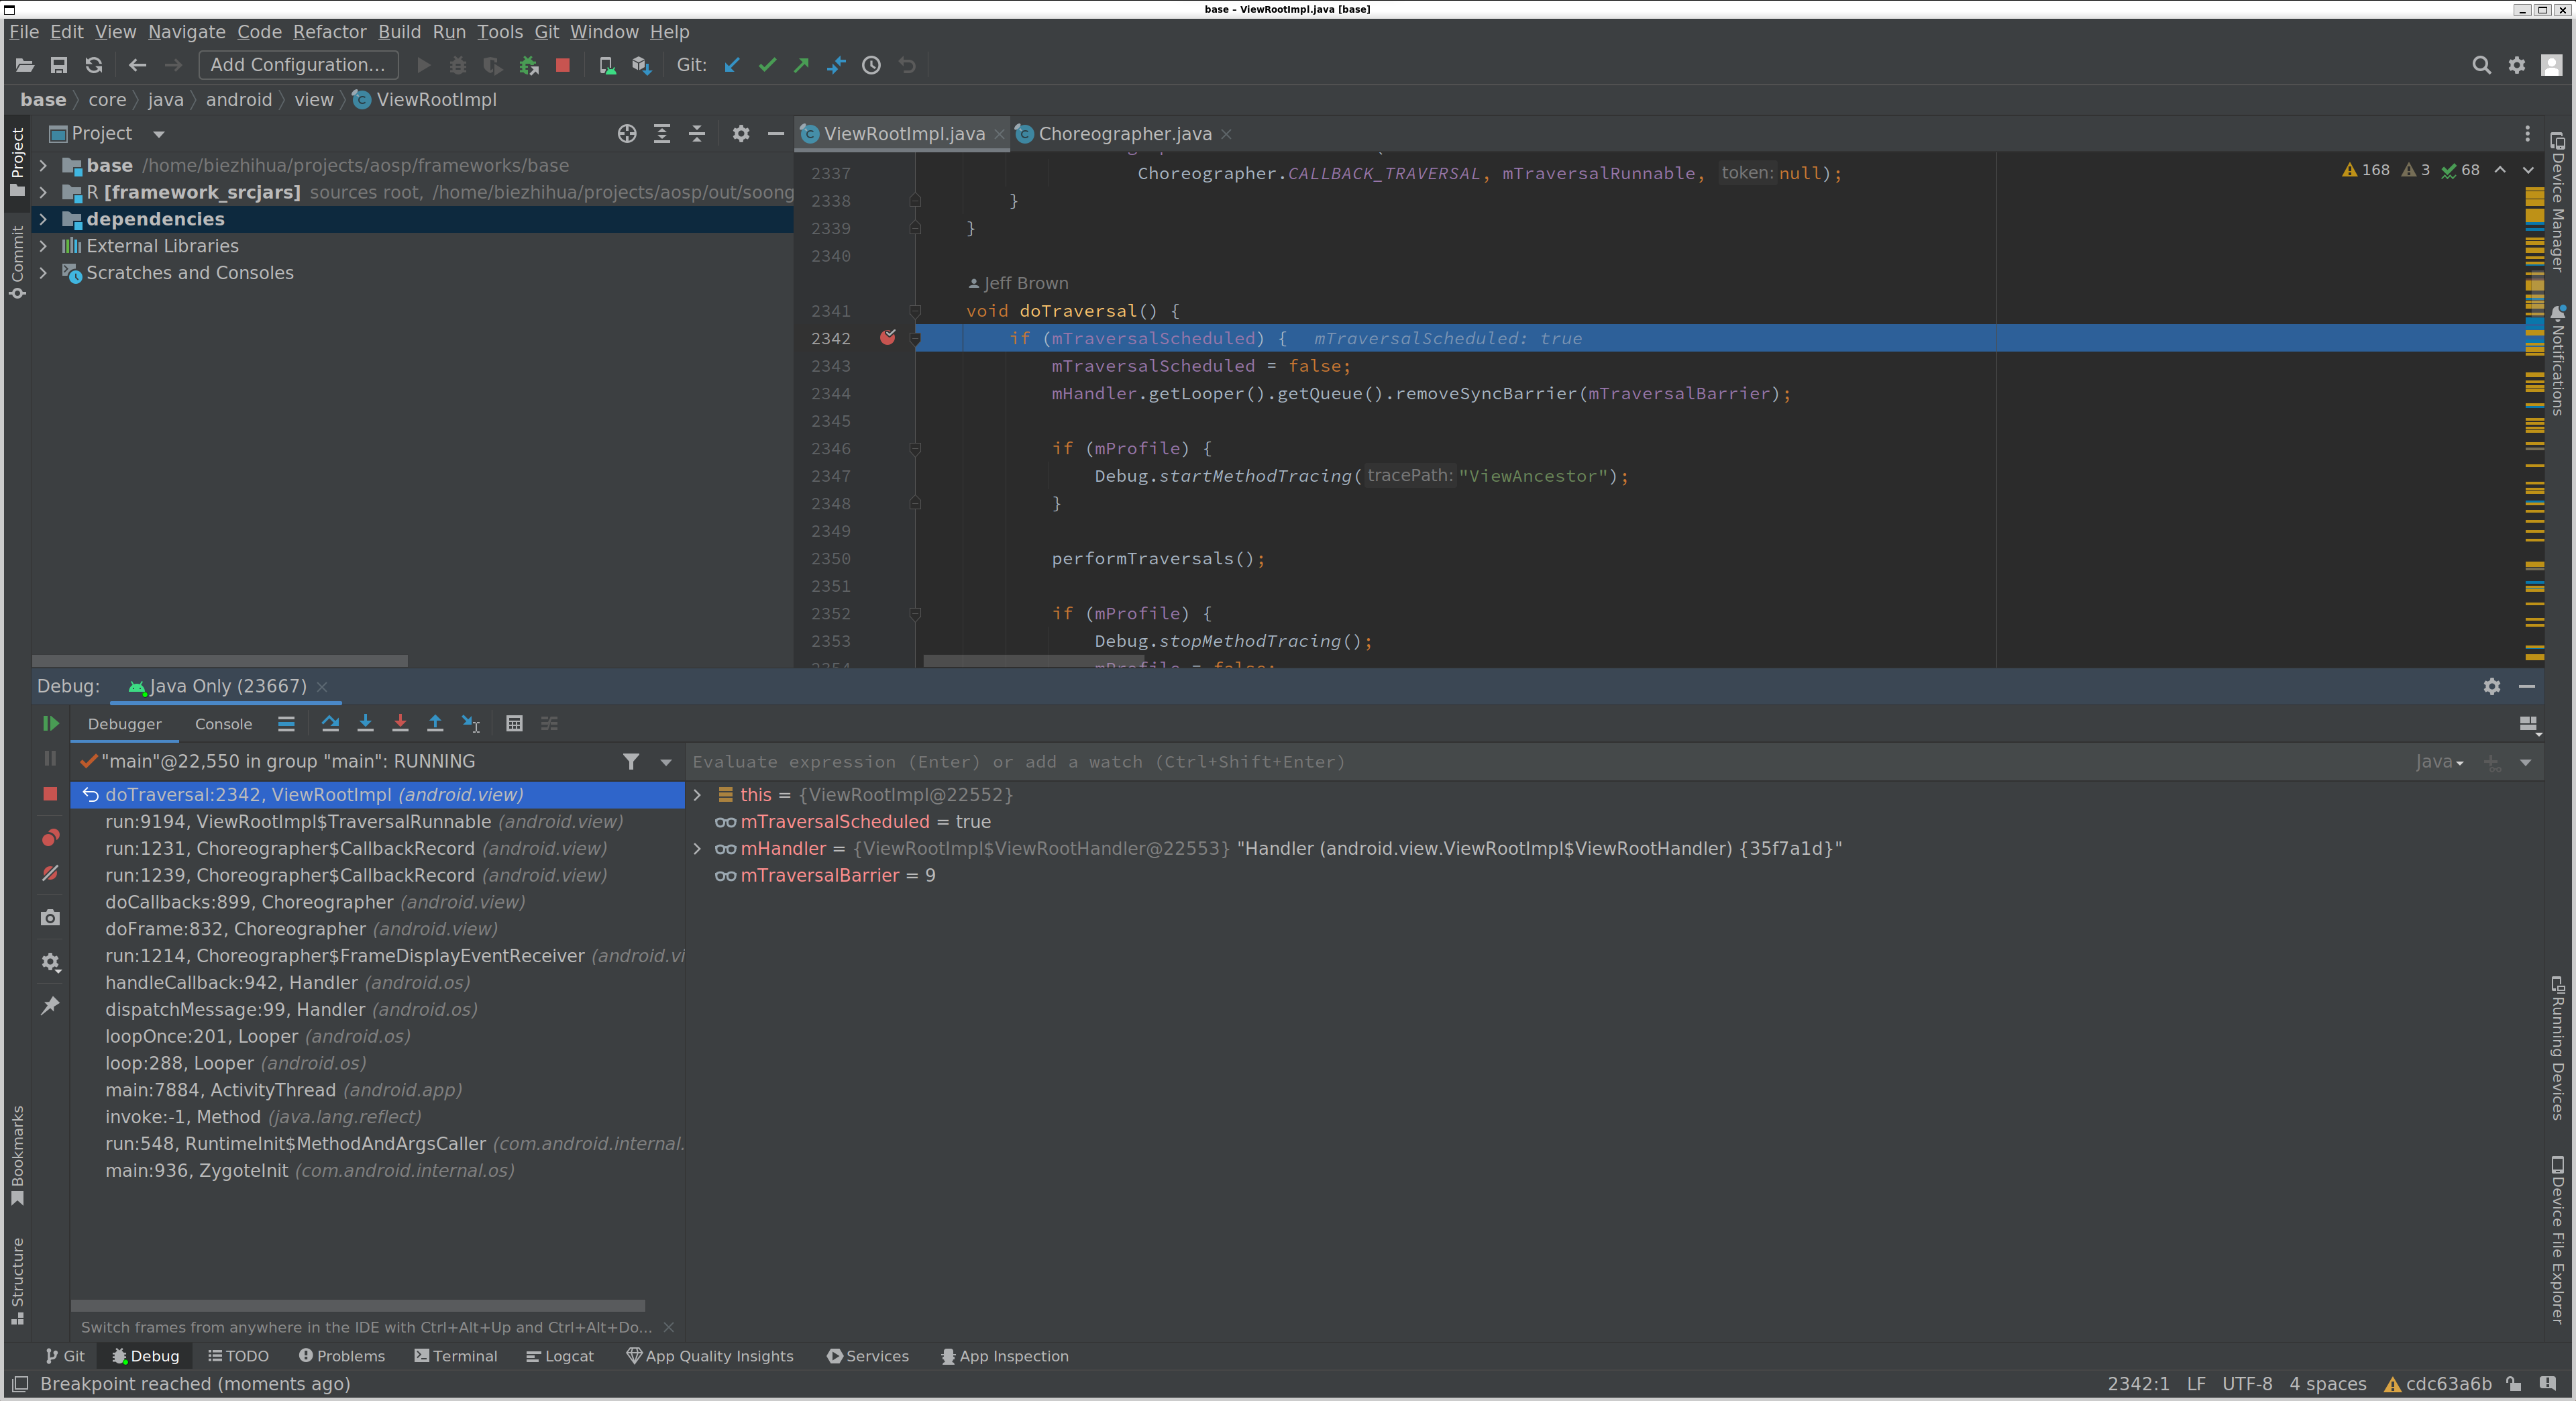 base – ViewRootImpl.java [base]
File Edit View Navigate Code Refactor Build Run Tools Git Window Help
Add Configuration... Git:
base core java android view ViewRootImpl
Project
ViewRootImpl.java Choreographer.java
base /home/biezhihua/projects/aosp/frameworks/base
R [framework_srcjars] sources root, /home/biezhihua/projects/aosp/out/soong
dependencies
External Libraries
Scratches and Consoles
168 3 68
2337 Choreographer.CALLBACK_TRAVERSAL, mTraversalRunnable, token: null);
2338 }
2339 }
2340
Jeff Brown
2341 void doTraversal() {
2342 if (mTraversalScheduled) { mTraversalScheduled: true
2343 mTraversalScheduled = false;
2344 mHandler.getLooper().getQueue().removeSyncBarrier(mTraversalBarrier);
2345
2346 if (mProfile) {
2347 Debug.startMethodTracing( tracePath: "ViewAncestor");
2348 }
2349
2350 performTraversals();
2351
2352 if (mProfile) {
2353 Debug.stopMethodTracing();
2354 mProfile = false;
Debug: Java Only (23667)
Debugger Console
"main"@22,550 in group "main": RUNNING
Evaluate expression (Enter) or add a watch (Ctrl+Shift+Enter)
Java
doTraversal:2342, ViewRootImpl (android.view)
run:9194, ViewRootImpl$TraversalRunnable (android.view)
run:1231, Choreographer$CallbackRecord (android.view)
run:1239, Choreographer$CallbackRecord (android.view)
doCallbacks:899, Choreographer (android.view)
doFrame:832, Choreographer (android.view)
run:1214, Choreographer$FrameDisplayEventReceiver (android.vi
handleCallback:942, Handler (android.os)
dispatchMessage:99, Handler (android.os)
loopOnce:201, Looper (android.os)
loop:288, Looper (android.os)
main:7884, ActivityThread (android.app)
invoke:-1, Method (java.lang.reflect)
run:548, RuntimeInit$MethodAndArgsCaller (com.android.internal.
main:936, ZygoteInit (com.android.internal.os)
this = {ViewRootImpl@22552}
mTraversalScheduled = true
mHandler = {ViewRootImpl$ViewRootHandler@22553} "Handler (android.view.ViewRootImpl$ViewRootHandler) {35f7a1d}"
mTraversalBarrier = 9
Switch frames from anywhere in the IDE with Ctrl+Alt+Up and Ctrl+Alt+Do...
Project
Commit
Bookmarks
Structure
Device Manager
Notifications
Running Devices
Device File Explorer
Git Debug TODO Problems Terminal Logcat App Quality Insights Services App Inspection
Breakpoint reached (moments ago)
2342:1 LF UTF-8 4 spaces cdc63a6b